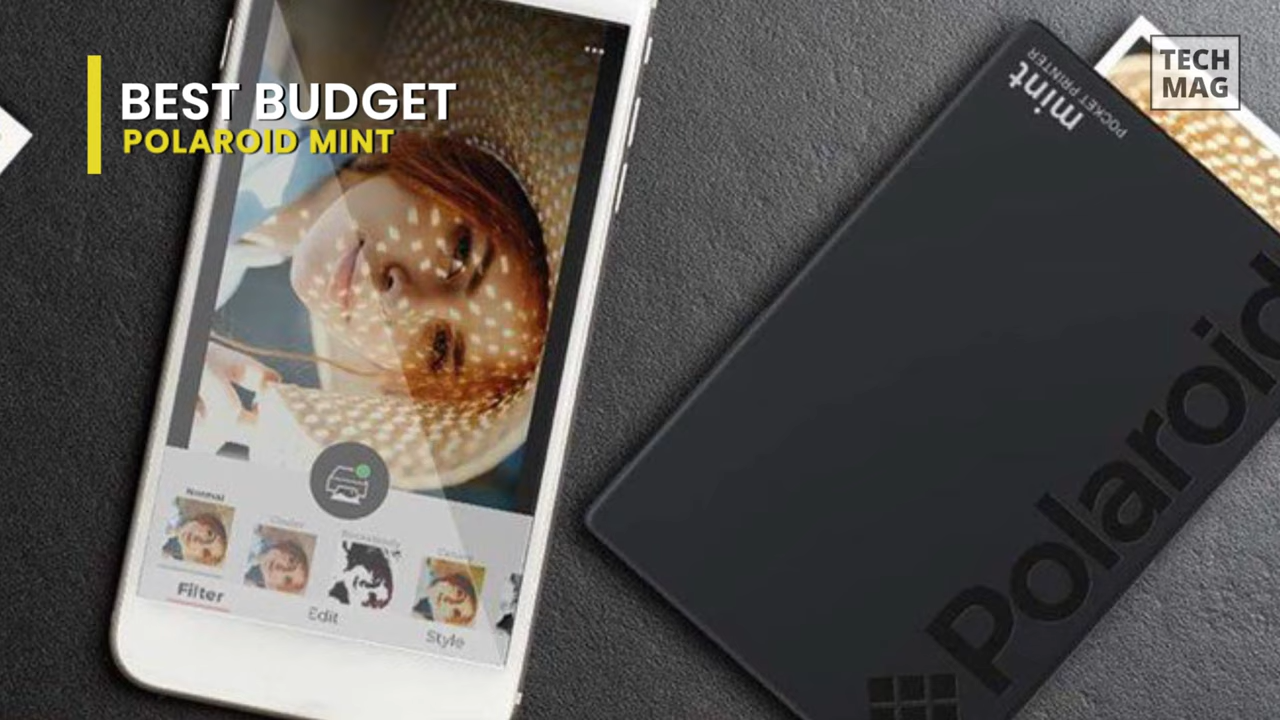 BEST BUDGET
POLAROID MINT
TECH
MAG
mint
POCKET PRINTER
Polaroid
Normal
Filter
Edit
Style